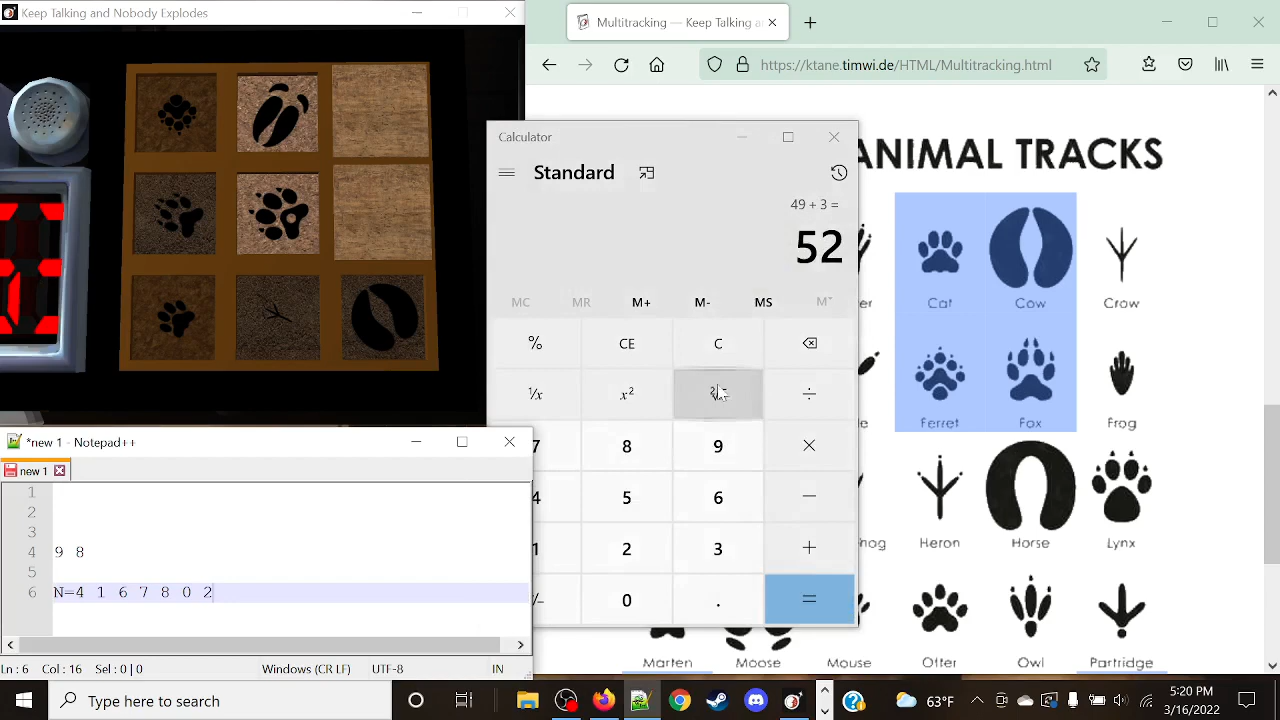 Keep Talking and Nobody Explodes
Multitracking — Keep Talking and
https://ktane.timwi.de/HTML/Multitracking.html
ANIMAL TRACKS
Cat
Cow
Crow
Ferret
Fox
Frog
Heron
Horse
Lynx
Marten
Moose
Mouse
Otter
Owl
Partridge
Calculator
Standard
49 + 3 =
52
MC MR M+ M- MS
% CE C
¹/x x² ÷
7 8 9 ×
4 5 6 −
1 2 3 +
0 . =
*new 1 - Notepad++
new 1
1
2
3
4 9 8
5
6 N=4 1 6 7 8 0 2
Ln : 6 Col : 16 Sel : 0 | 0 Windows (CR LF) UTF-8 IN
Type here to search
63°F
5:20 PM
3/16/2022